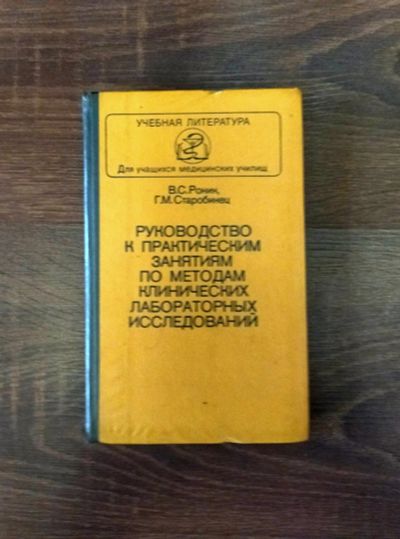 УЧЕБНАЯ ЛИТЕРАТУРА
Для учащихся медицинских училищ
В.С.Ронин,
Г.М.Старобинец
РУКОВОДСТВО
К ПРАКТИЧЕСКИМ
ЗАНЯТИЯМ
ПО МЕТОДАМ
КЛИНИЧЕСКИХ
ЛАБОРАТОРНЫХ
ИССЛЕДОВАНИЙ